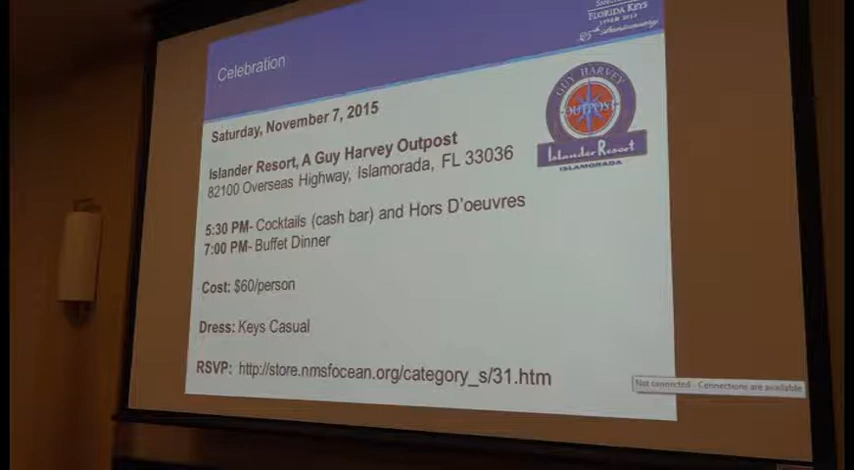 FLORIDA KEYS
Celebration
GUY HARVEY
OUTPOST
Islander Resort
ISLAMORADA
Saturday, November 7, 2015
Islander Resort, A Guy Harvey Outpost
82100 Overseas Highway, Islamorada, FL 33036
5:30 PM- Cocktails (cash bar) and Hors D'oeuvres
7:00 PM- Buffet Dinner
Cost: $60/person
Dress: Keys Casual
RSVP: http://store.nmsfocean.org/category_s/31.htm
Not connected - Connections are available